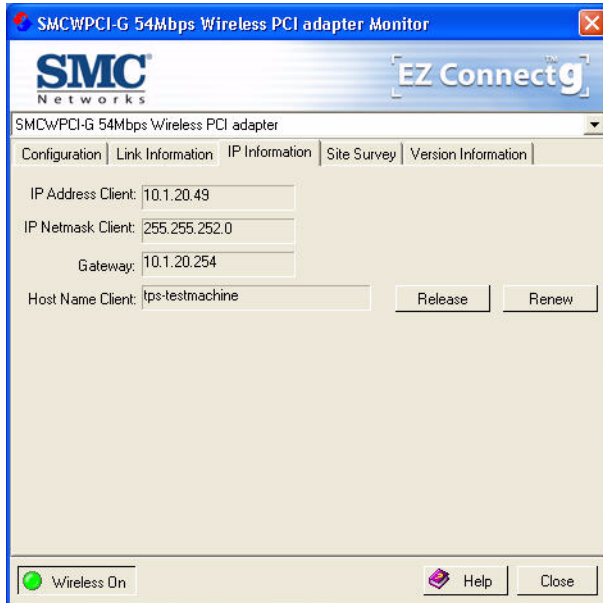 SMCWPCI-G 54Mbps Wireless PCI adapter Monitor
SMC®
Networks
EZ Connect™ g
SMCWPCI-G 54Mbps Wireless PCI adapter
Configuration Link Information IP Information Site Survey Version Information
IP Address Client: 10.1.20.49
IP Netmask Client: 255.255.252.0
Gateway: 10.1.20.254
Host Name Client: tps-testmachine Release Renew
Wireless On Help Close